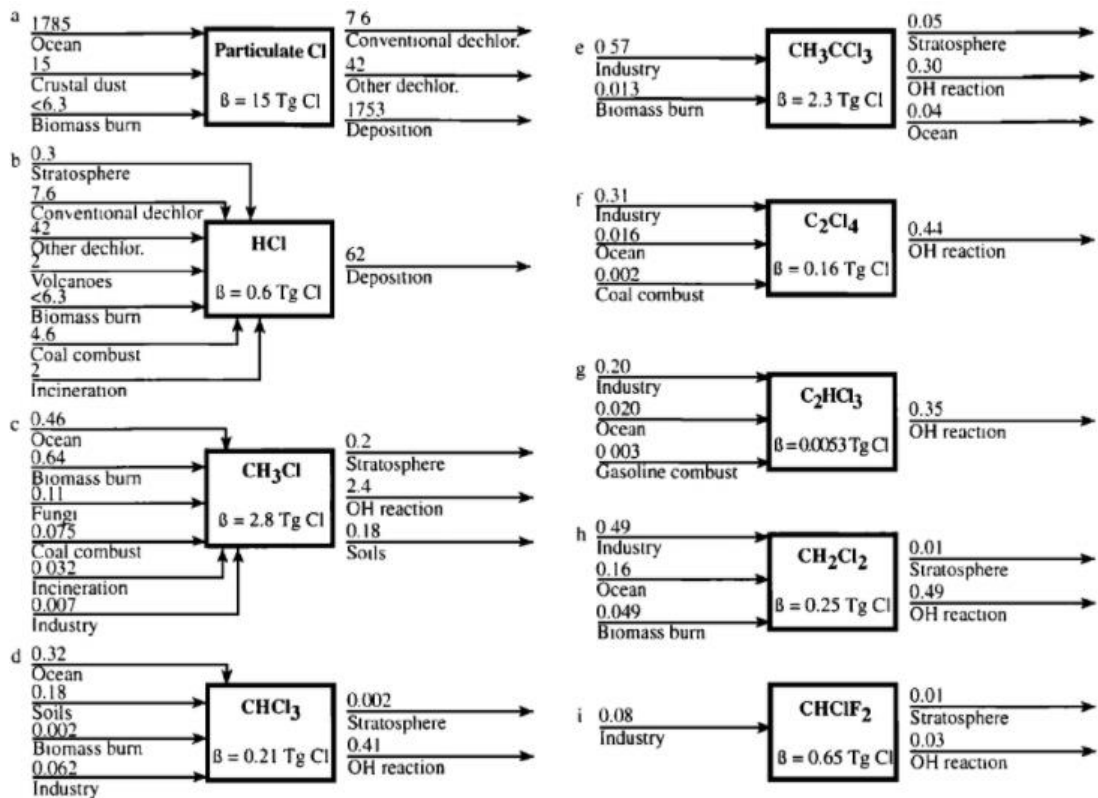 a
1785
Ocean
15
Crustal dust
<6.3
Biomass burn
Particulate Cl
ß = 15 Tg Cl
7 6
Conventional dechlor.
42
Other dechlor.
1753
Deposition
b
0.3
Stratosphere
7.6
Conventional dechlor
42
Other dechlor.
2
Volcanoes
<6.3
Biomass burn
4.6
Coal combust
2
Incineration
HCl
ß = 0.6 Tg Cl
62
Deposition
c
0.46
Ocean
0.64
Biomass burn
0.11
Fungi
0.075
Coal combust
0 032
Incineration
0.007
Industry
CH₃Cl
ß = 2.8 Tg Cl
0.2
Stratosphere
2.4
OH reaction
0.18
Soils
d
0.32
Ocean
0.18
Soils
0.002
Biomass burn
0.062
Industry
CHCl₃
ß = 0.21 Tg Cl
0.002
Stratosphere
0.41
OH reaction
e
0 57
Industry
0.013
Biomass burn
CH₃CCl₃
ß = 2.3 Tg Cl
0.05
Stratosphere
0.30
OH reaction
0.04
Ocean
f
0.31
Industry
0.016
Ocean
0.002
Coal combust
C₂Cl₄
ß = 0.16 Tg Cl
0.44
OH reaction
g
0.20
Industry
0.020
Ocean
0 003
Gasoline combust
C₂HCl₃
ß = 0.0053 Tg Cl
0.35
OH reaction
h
0.49
Industry
0.16
Ocean
0.049
Biomass burn
CH₂Cl₂
ß = 0.25 Tg Cl
0.01
Stratosphere
0.49
OH reaction
i
0.08
Industry
CHClF₂
ß = 0.65 Tg Cl
0.01
Stratosphere
0.03
OH reaction